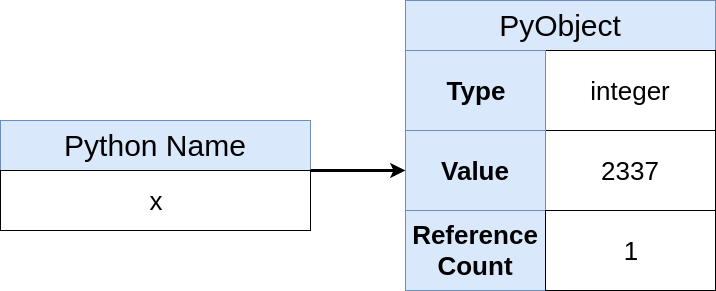 PyObject
Type
integer
Python Name
x
Value
2337
Reference
Count
1